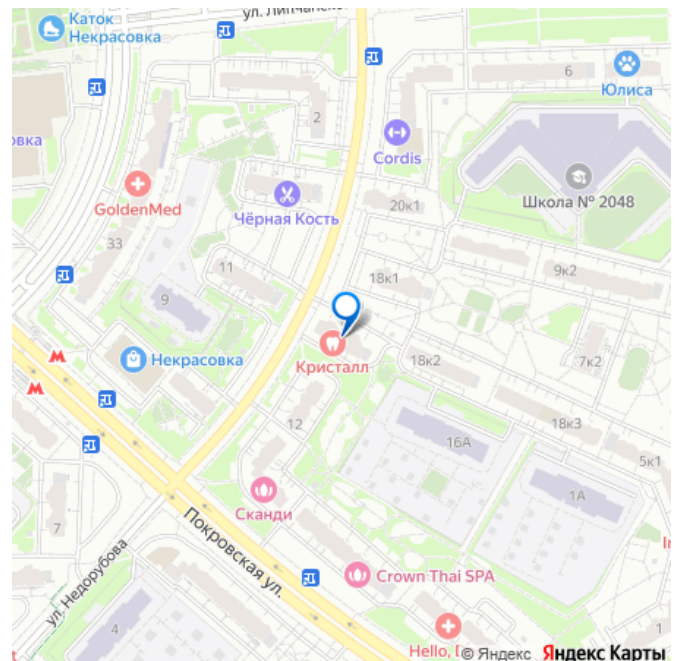 ул. Липчанского
Каток
Некрасовка
6
Юлиса
2
Cordis
GoldenMed
Школа № 2048
Чёрная Кость
20к1
33
11
18к1
9к2
9
Некрасовка
Кристалл
18к2
7к2
12
18к3
16А
5к1
1А
Сканди
7
Покровская ул.
ул. Недорубова
Crown Thai SPA
4
1
Hello, D
© Яндекс Яндекс Карты